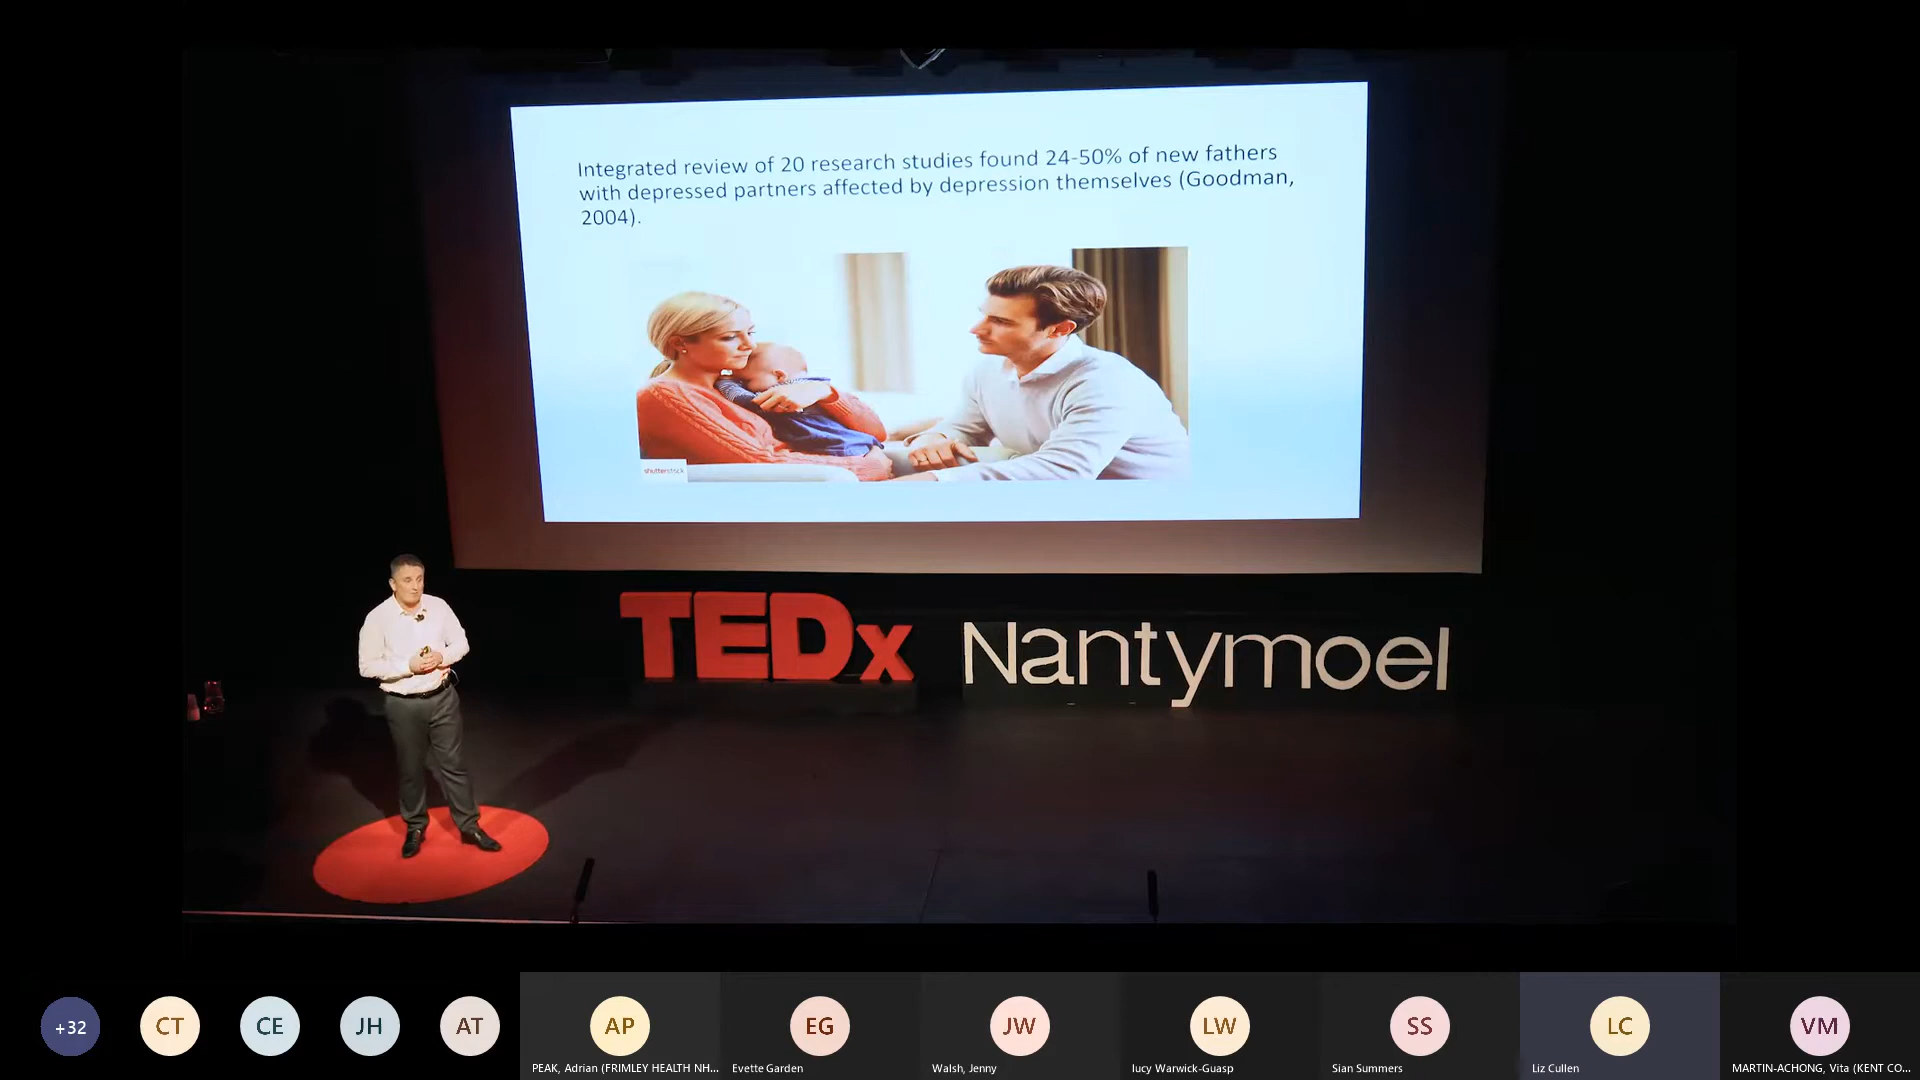 Integrated review of 20 research studies found 24-50% of new fathers
with depressed partners affected by depression themselves (Goodman,
2004).
shutterstock
TEDx Nantymoel
+32
CT
CE
JH
AT
AP
EG
JW
LW
SS
LC
VM
PEAK, Adrian (FRIMLEY HEALTH NH...
Evette Garden
Walsh, Jenny
lucy Warwick-Guasp
Sian Summers
Liz Cullen
MARTIN-ACHONG, Vita (KENT CO...